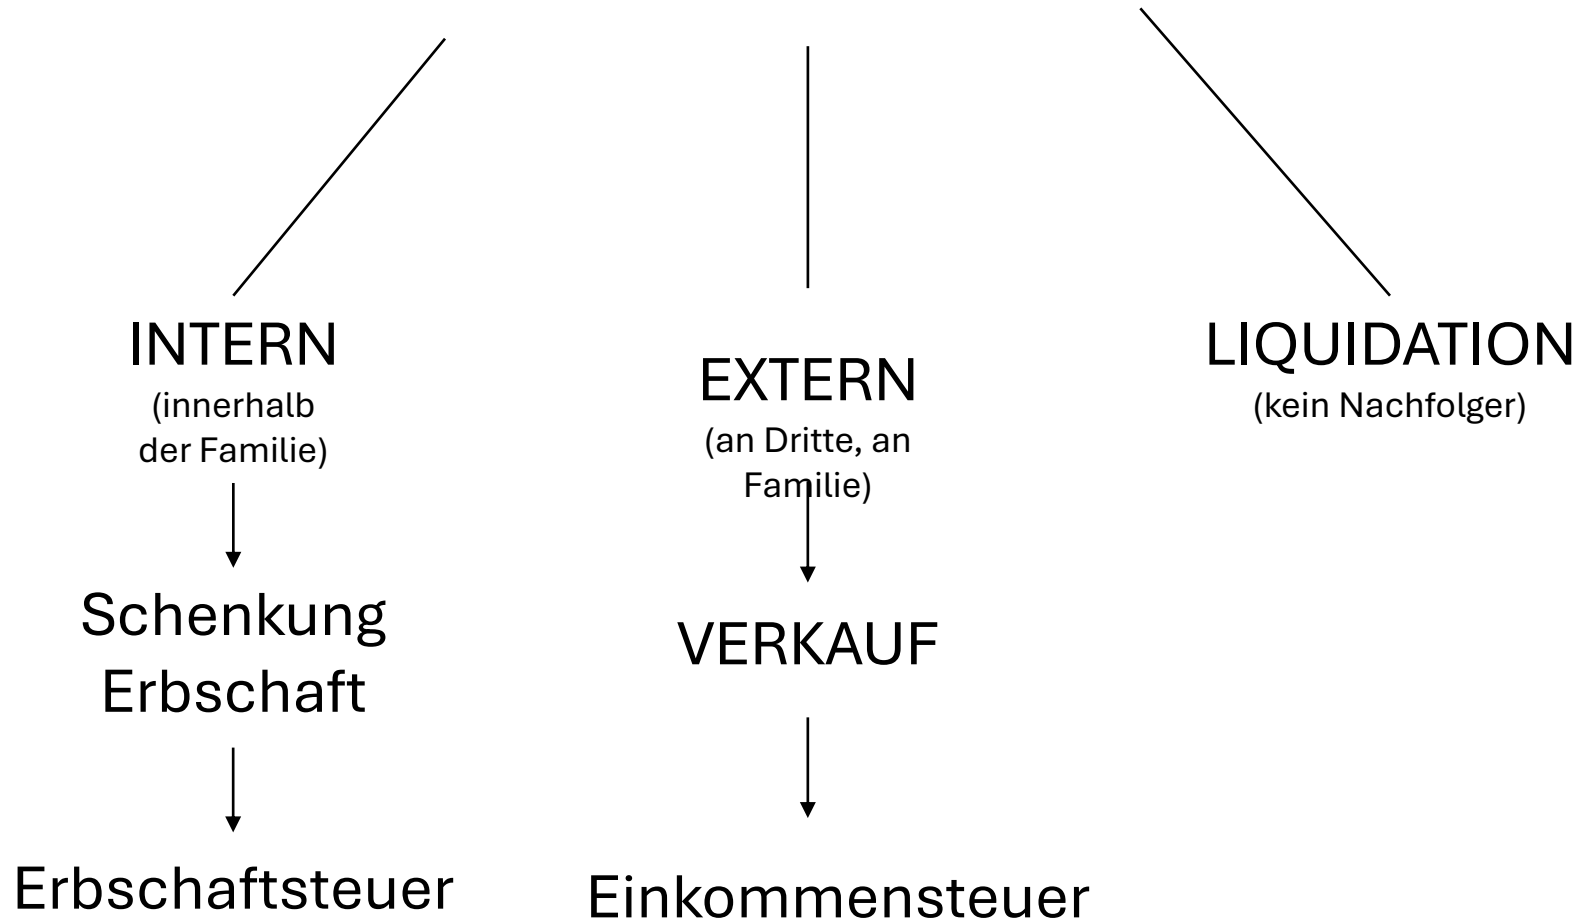 INTERN
(innerhalb
der Familie)
Schenkung
Erbschaft
Erbschaftsteuer
EXTERN
(an Dritte, an
Familie)
VERKAUF
Einkommensteuer
LIQUIDATION
(kein Nachfolger)